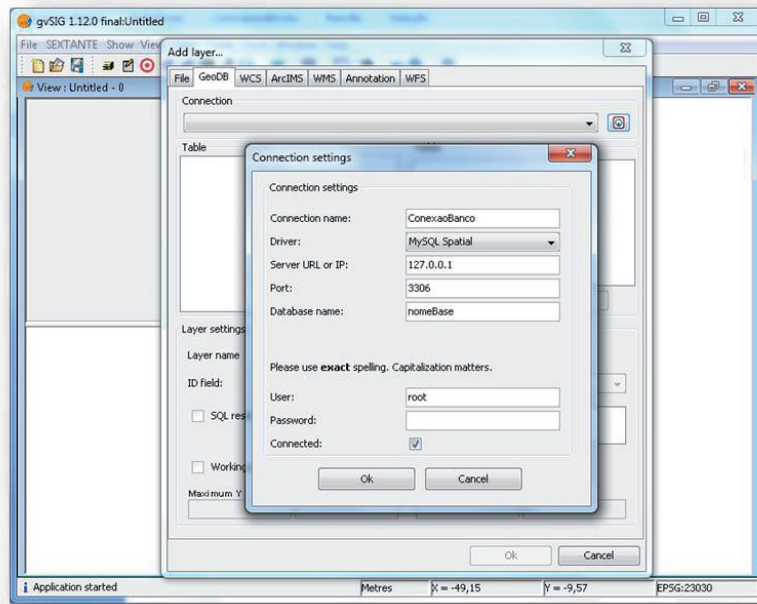 gvSIG 1.12.0 final:Untitled
File SEXTANTE Show View
Add layer...
View : Untitled - 0
File GeoDB WCS ArcIMS WMS Annotation WFS
Connection
Table
Connection settings
Connection settings
Connection name: ConexaoBanco
Driver: MySQL Spatial
Server URL or IP: 127.0.0.1
Port: 3306
Database name: nomeBase
Layer settings
Layer name
Please use exact spelling. Capitalization matters.
ID field:
User: root
SQL res
Password:
Connected:
Working
Ok Cancel
Maximum Y
Ok Cancel
Application started Metres X = -49,15 Y = -9,57 EPSG:23030